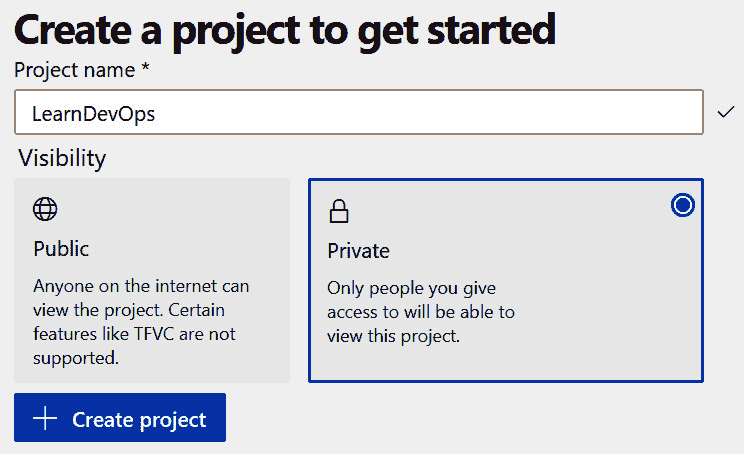 Create a project to get started
Project name *
LearnDevOps
Visibility
Public
Anyone on the internet can
view the project. Certain
features like TFVC are not
supported.
Private
Only people you give
access to will be able to
view this project.
Create project